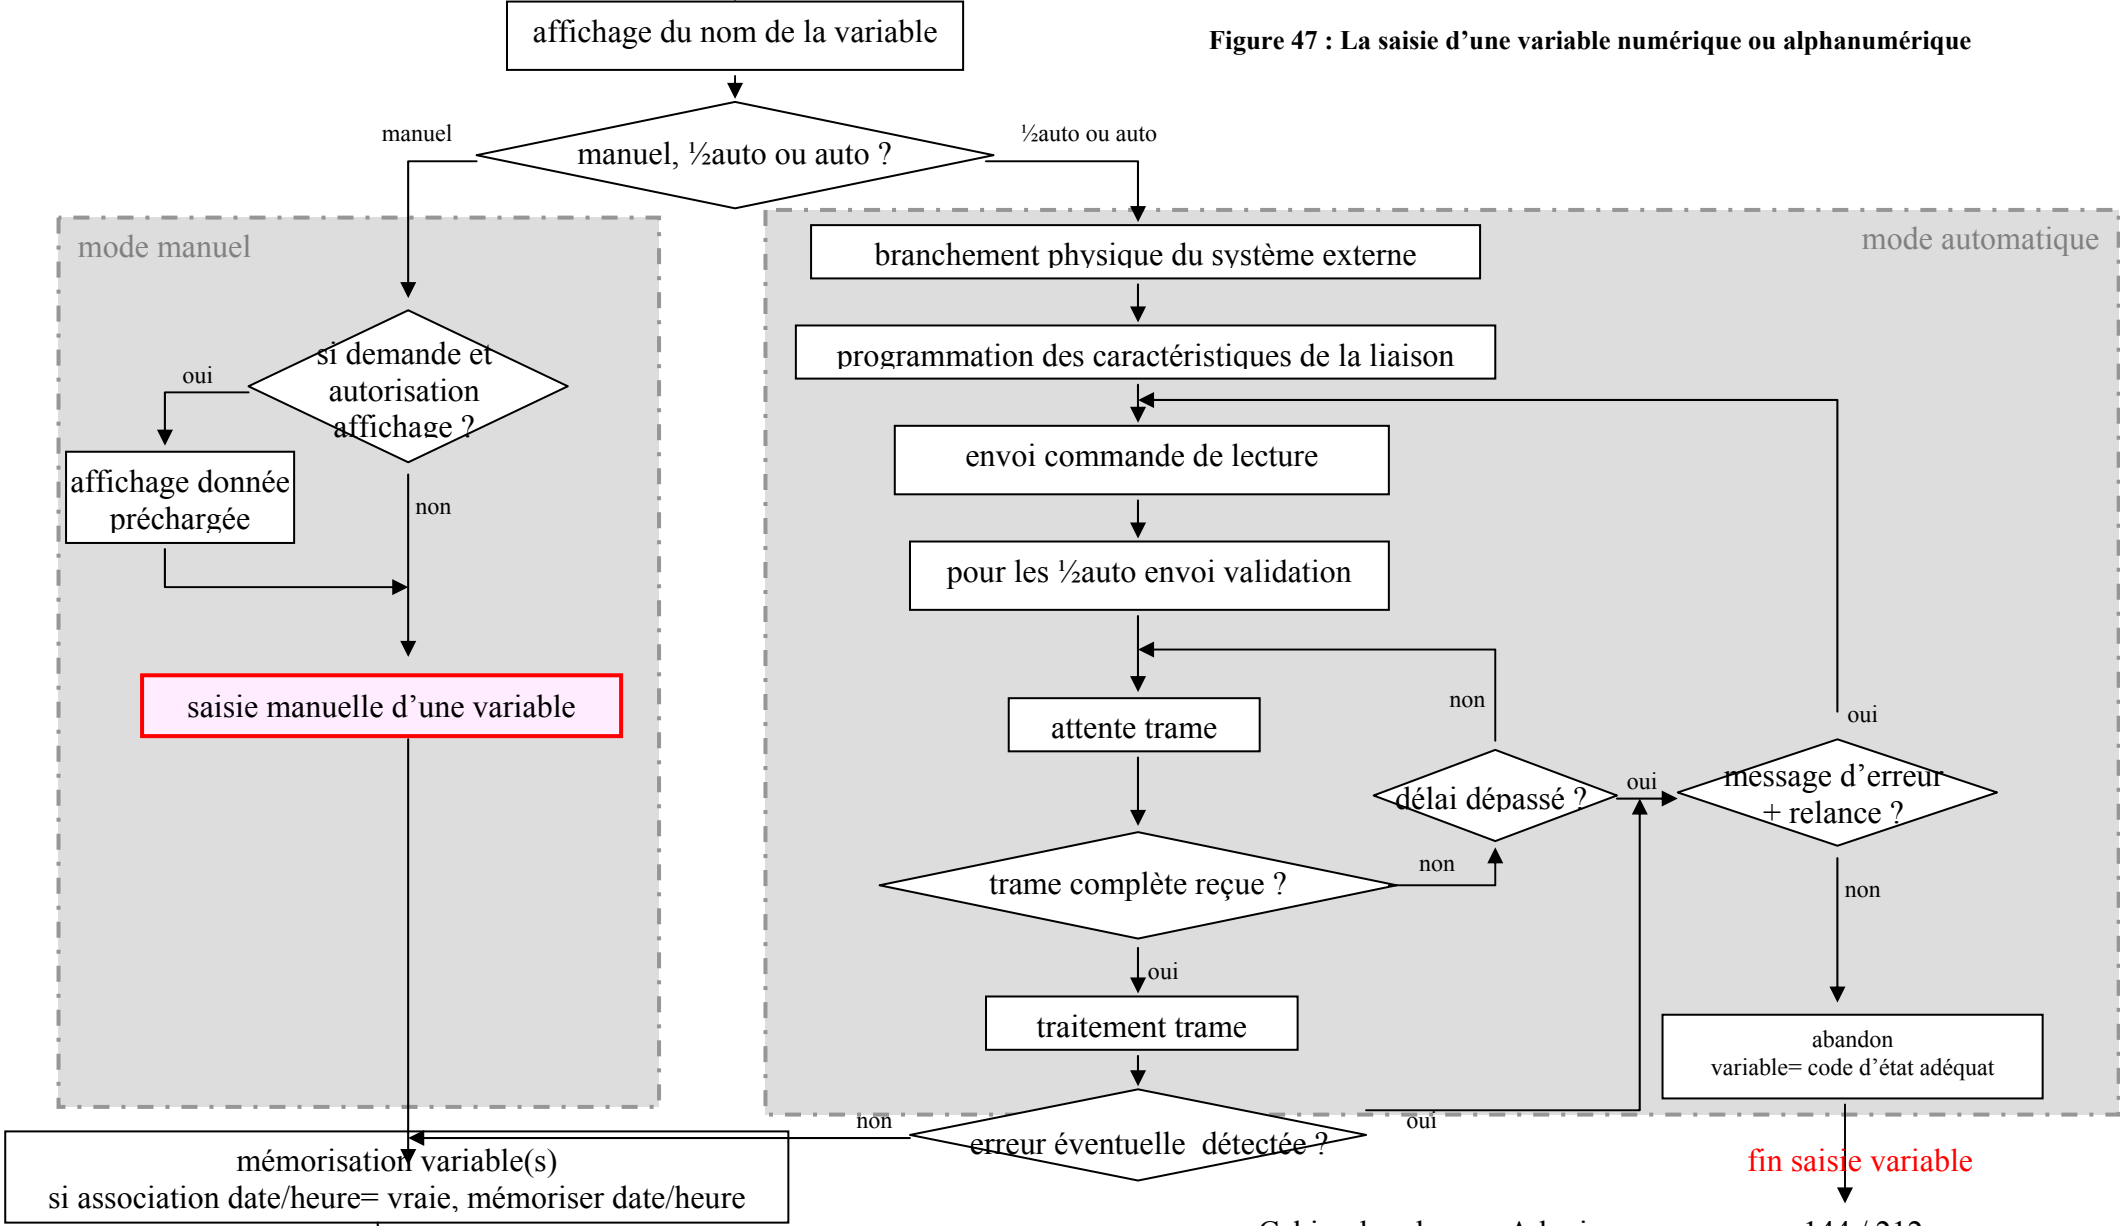 affichage du nom de la variable
Figure 47 : La saisie d’une variable numérique ou alphanumérique
manuel
manuel, ½auto ou auto ?
½auto ou auto
mode manuel
si demande et
autorisation
affichage ?
oui
affichage donnée
préchargée
non
saisie manuelle d’une variable
mode automatique
branchement physique du système externe
programmation des caractéristiques de la liaison
envoi commande de lecture
pour les ½auto envoi validation
attente trame
non
délai dépassé ?
oui
message d’erreur
+ relance ?
oui
trame complète reçue ?
non
non
oui
traitement trame
abandon
variable= code d’état adéquat
non
erreur éventuelle détectée ?
oui
mémorisation variable(s)
si association date/heure= vraie, mémoriser date/heure
fin saisie variable
144 / 212